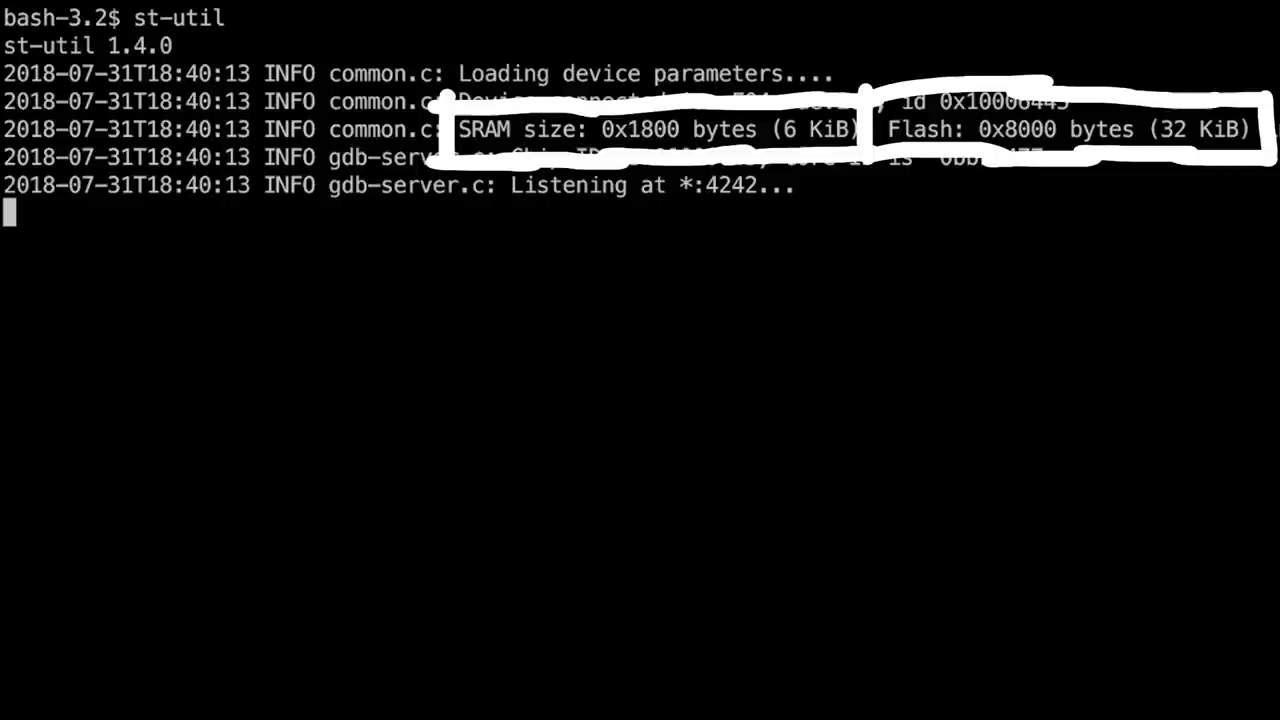 bash-3.2$ st-util
st-util 1.4.0
2018-07-31T18:40:13 INFO common.c: Loading device parameters....
2018-07-31T18:40:13 INFO common.c: id
2018-07-31T18:40:13 INFO common.c: SRAM size: 0x1800 bytes (6 KiB) Flash: 0x8000 bytes (32 KiB)
2018-07-31T18:40:13 INFO is
2018-07-31T18:40:13 INFO gdb-server.c: Listening at *:4242...